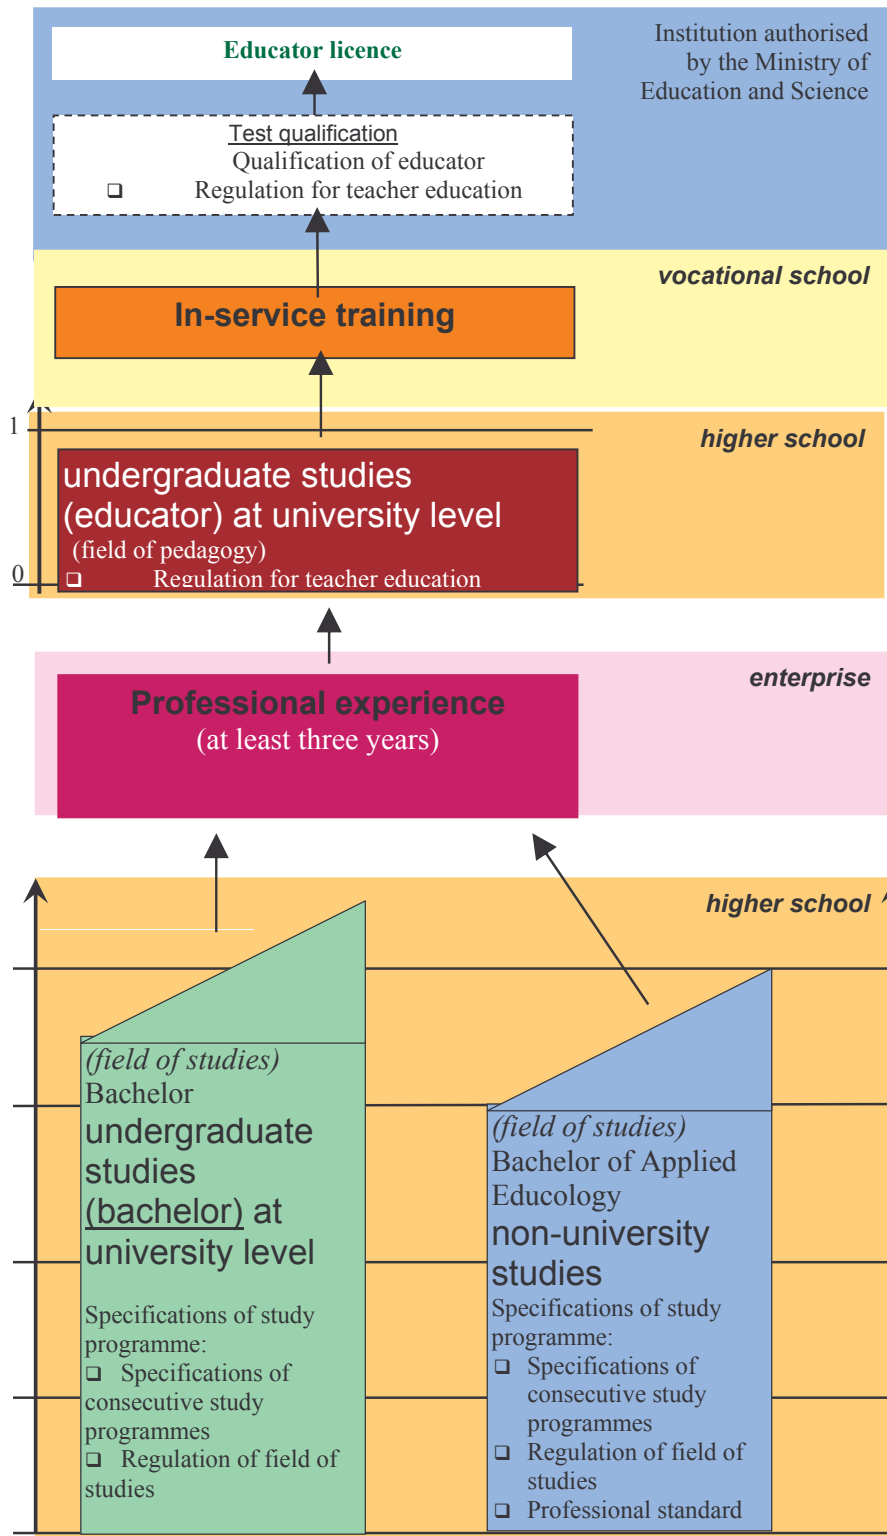 Institution authorised
by the Ministry of
Education and Science
Educator licence
Test qualification
Qualification of educator
❑ Regulation for teacher education
vocational school
In-service training
higher school
1
undergraduate studies
(educator) at university level
(field of pedagogy)
❑ Regulation for teacher education
0
enterprise
Professional experience
(at least three years)
higher school
(field of studies)
Bachelor
undergraduate
studies
(bachelor) at
university level
Specifications of study
programme:
❑ Specifications of
consecutive study
programmes
❑ Regulation of field of
studies
(field of studies)
Bachelor of Applied
Educology
non-university
studies
Specifications of study
programme:
❑ Specifications of
consecutive study
programmes
❑ Regulation of field of
studies
❑ Professional standard